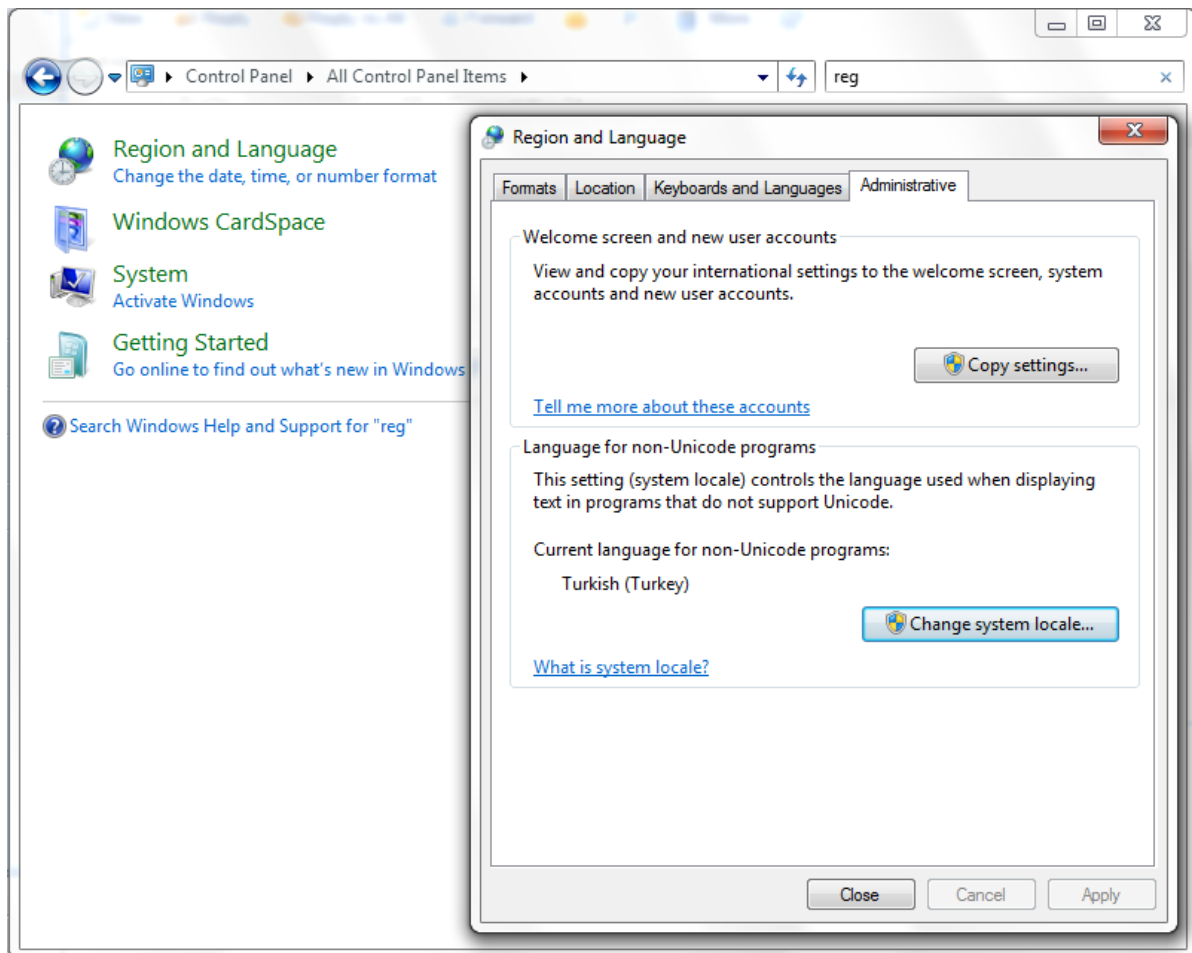 Control Panel
All Control Panel Items
reg
Region and Language
Change the date, time, or number format
Windows CardSpace
System
Activate Windows
Getting Started
Go online to find out what's new in Windows
Search Windows Help and Support for "reg"
Region and Language
Formats
Location
Keyboards and Languages
Administrative
Welcome screen and new user accounts
View and copy your international settings to the welcome screen, system
accounts and new user accounts.
Copy settings...
Tell me more about these accounts
Language for non-Unicode programs
This setting (system locale) controls the language used when displaying
text in programs that do not support Unicode.
Current language for non-Unicode programs:
Turkish (Turkey)
Change system locale...
What is system locale?
Close
Cancel
Apply